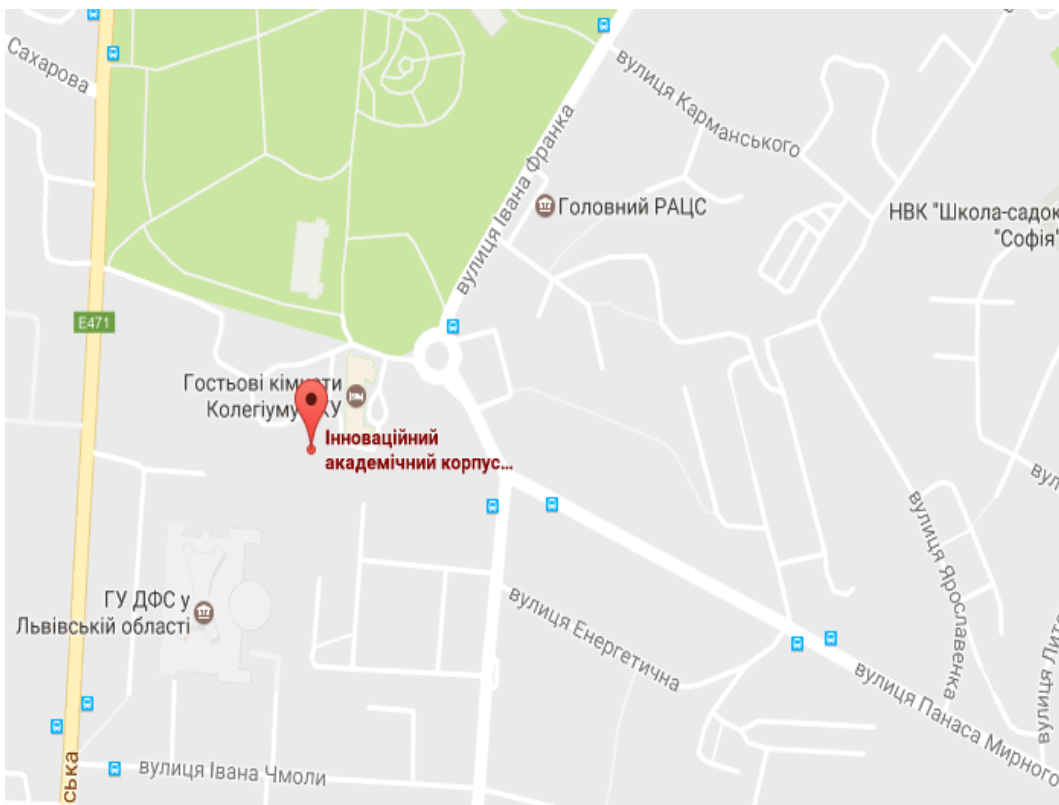 Сахарова
вулиця Карманського
вулиця Івана Франка
Головний РАЦС
НВК "Школа-садок
"Софія"
E471
Гостьові кімнати
Колегіуму
Інноваційний
академічний корпус...
вулиця Ярославенка
ГУ ДФС у
Львівській області
вулиця Енергетична
вулиця Панаса Мирного
вулиця
вулиця Івана Чмоли